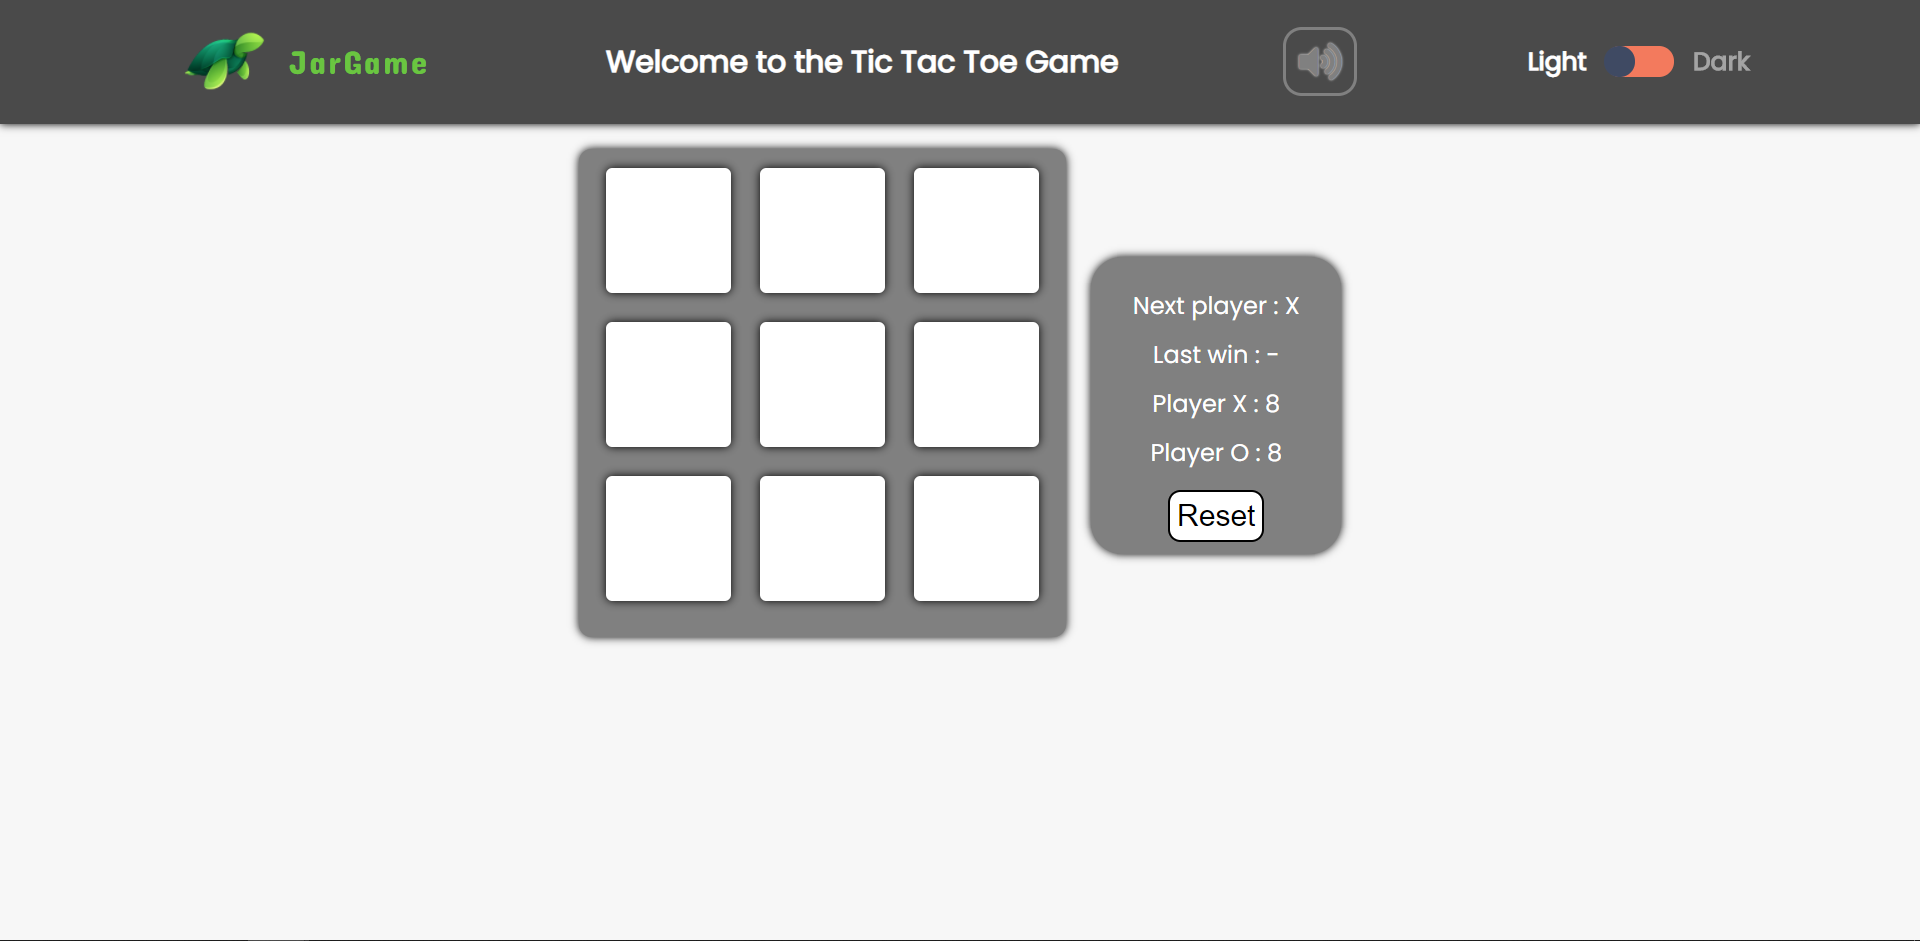 JarGame
Welcome to the Tic Tac Toe Game
Light
Dark
Next player : X
Last win : -
Player X : 8
Player O : 8
Reset